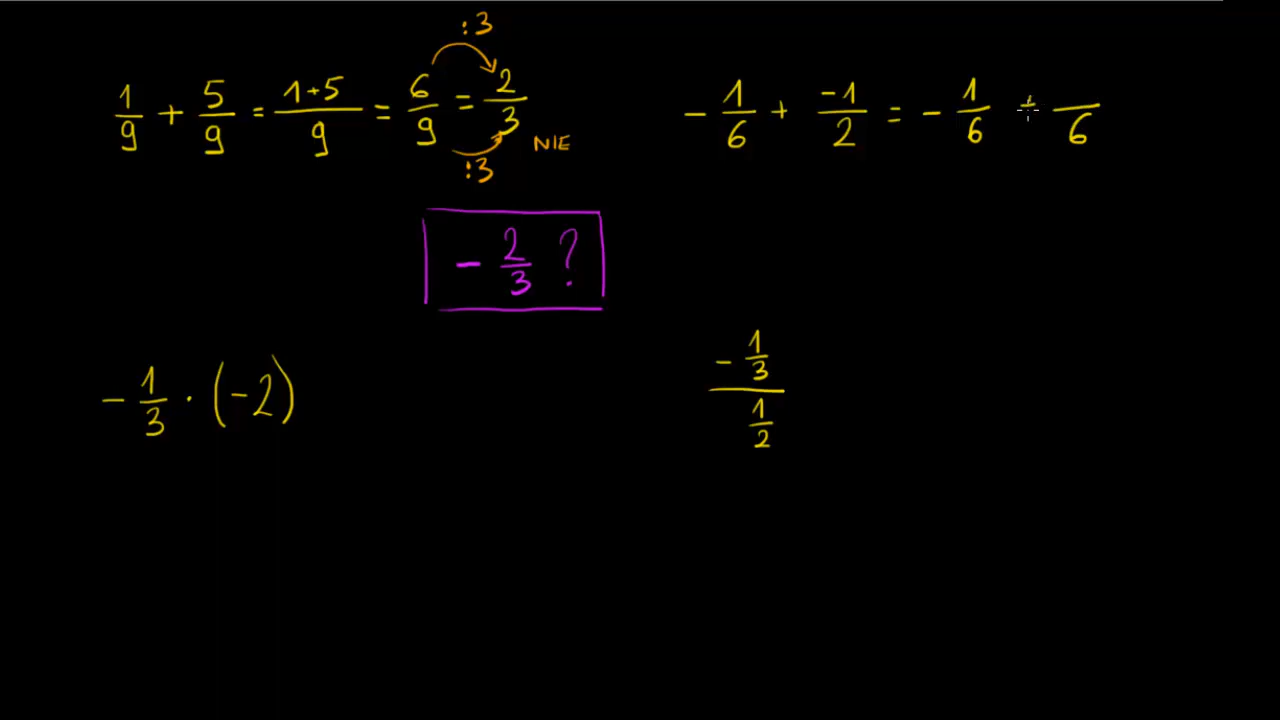 :3
1/9 + 5/9 = 1+5/9 = 6/9 = 2/3 NIE
:3
- 1/6 + -1/2 = - 1/6 + /6
- 2/3 ?
- 1/3 · (-2)
- 1/3 / 1/2